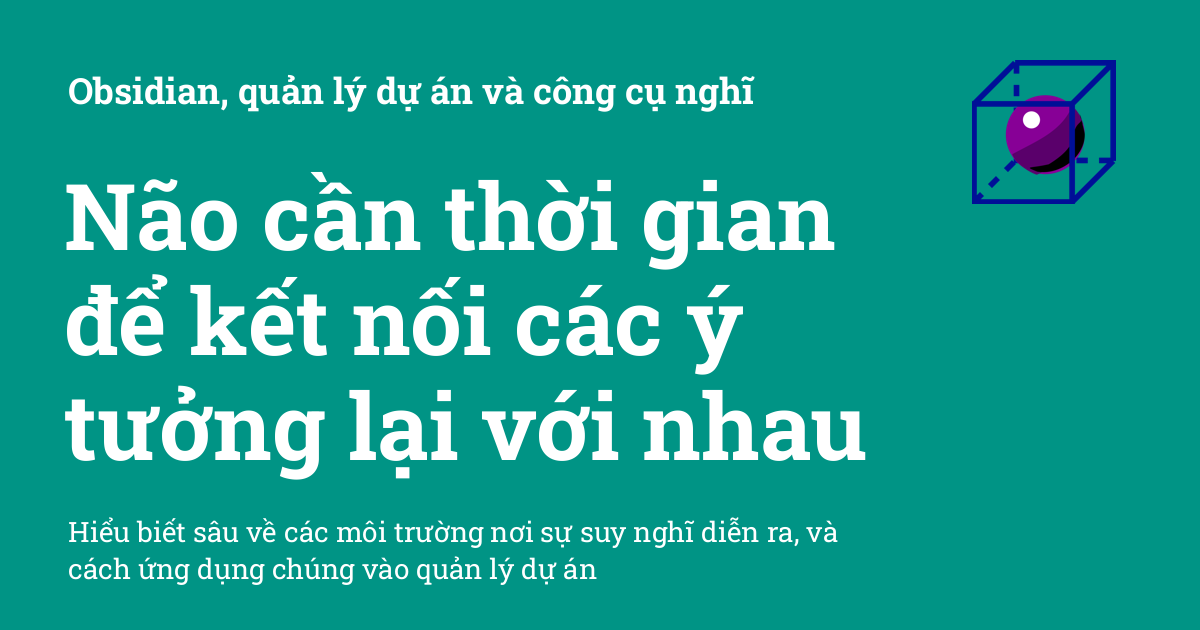 Obsidian, quản lý dự án và công cụ nghĩ
Não cần thời gian
để kết nối các ý
tưởng lại với nhau
Hiểu biết sâu về các môi trường nơi sự suy nghĩ diễn ra, và
cách ứng dụng chúng vào quản lý dự án